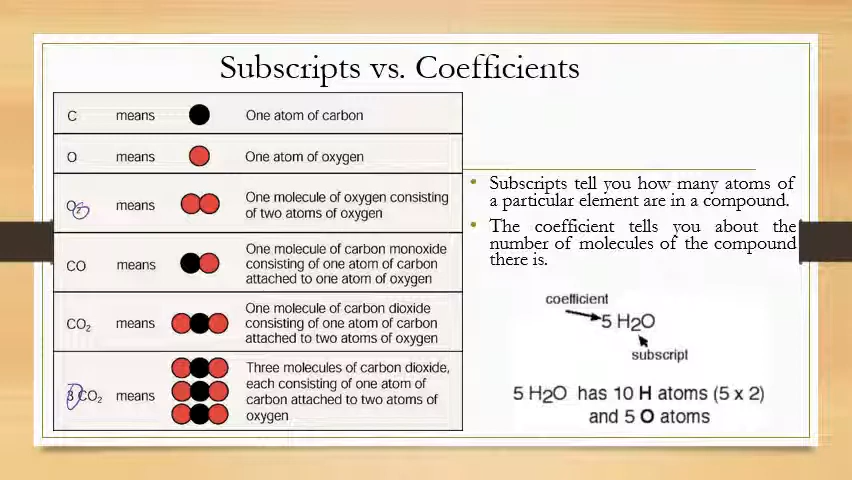 Subscripts vs. Coefficients
C means One atom of carbon
O means One atom of oxygen
O₂ means One molecule of oxygen consisting
of two atoms of oxygen
CO means One molecule of carbon monoxide
consisting of one atom of carbon
attached to one atom of oxygen
CO₂ means One molecule of carbon dioxide
consisting of one atom of carbon
attached to two atoms of oxygen
3 CO₂ means Three molecules of carbon dioxide,
each consisting of one atom of
carbon attached to two atoms of
oxygen
• Subscripts tell you how many atoms of
a particular element are in a compound.
• The coefficient tells you about the
number of molecules of the compound
there is.
coefficient
5 H₂O
subscript
5 H₂O has 10 H atoms (5 x 2)
and 5 O atoms